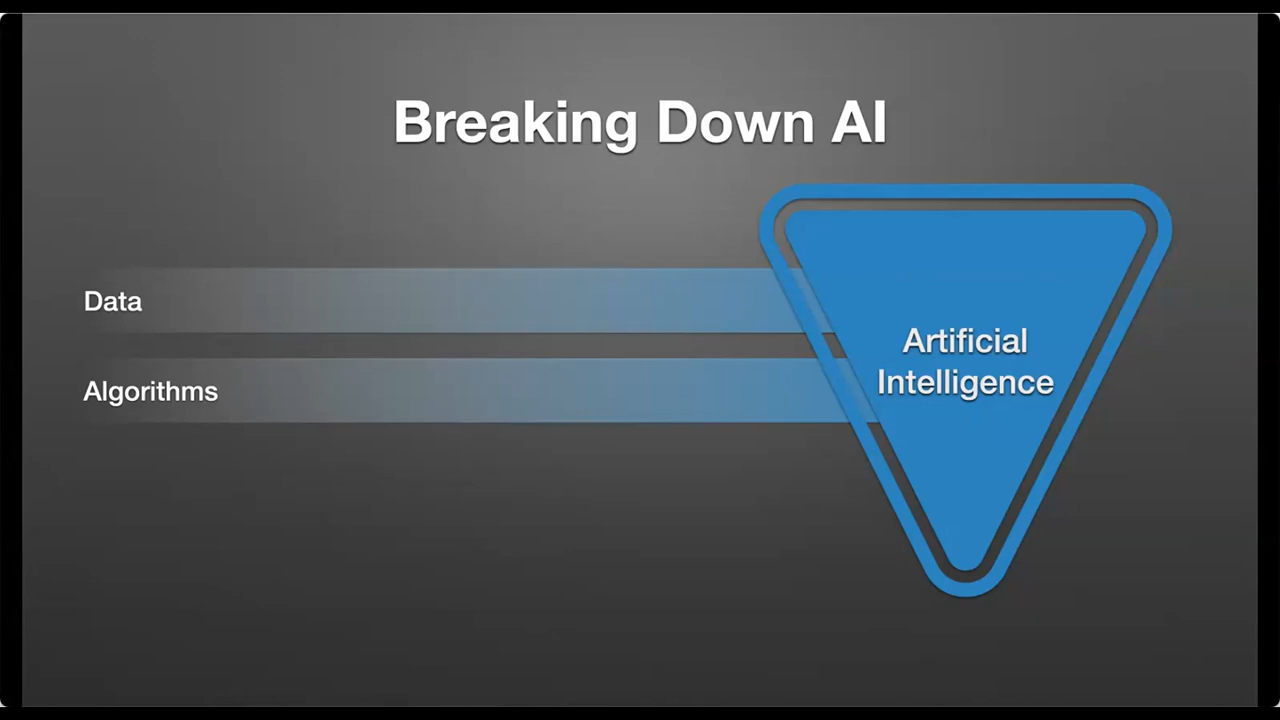 Breaking Down AI
Data
Algorithms
Artificial
Intelligence